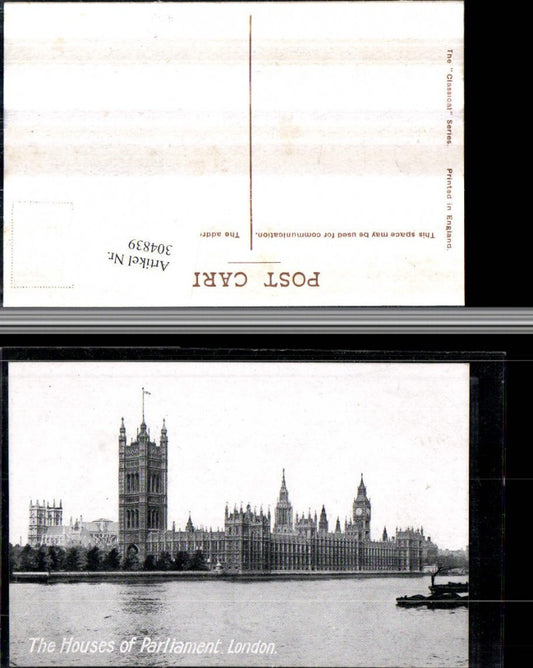 POST CARI
This space may be used for communication.
The addr
Artikel Nr.
304839
The "Classical" Series. Printed in England.
The Houses of Parliament. London.